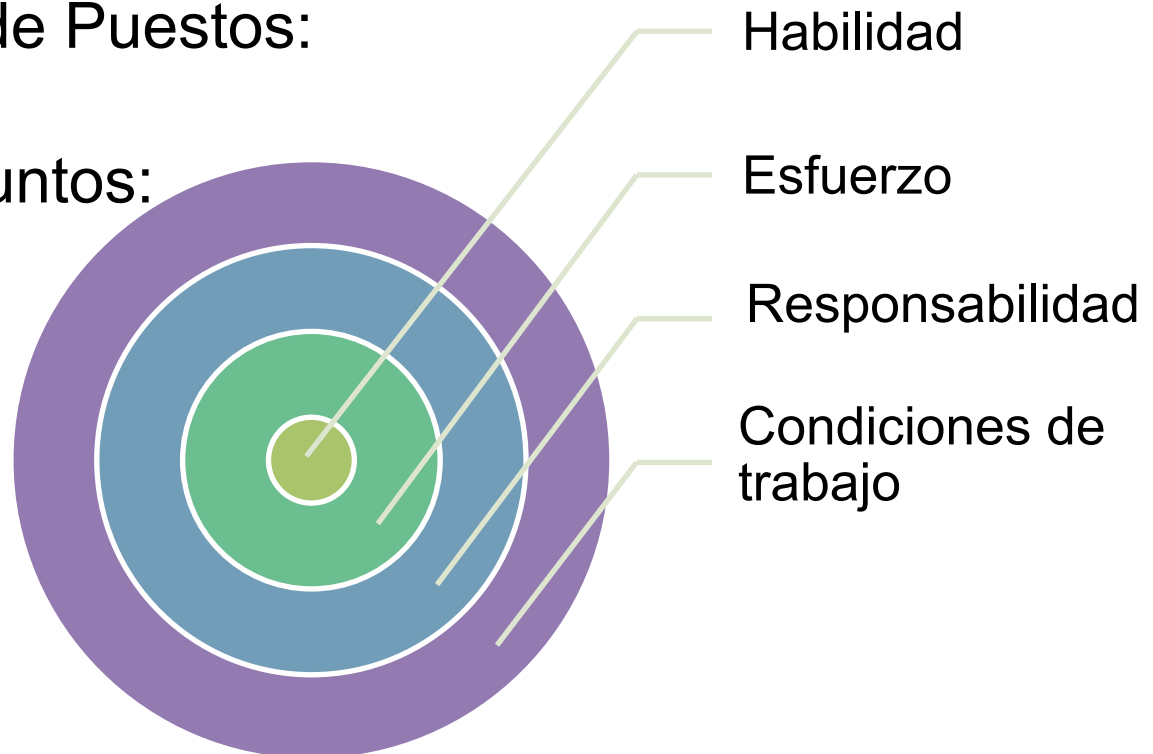 de Puestos:
untos:
Habilidad
Esfuerzo
Responsabilidad
Condiciones de
trabajo